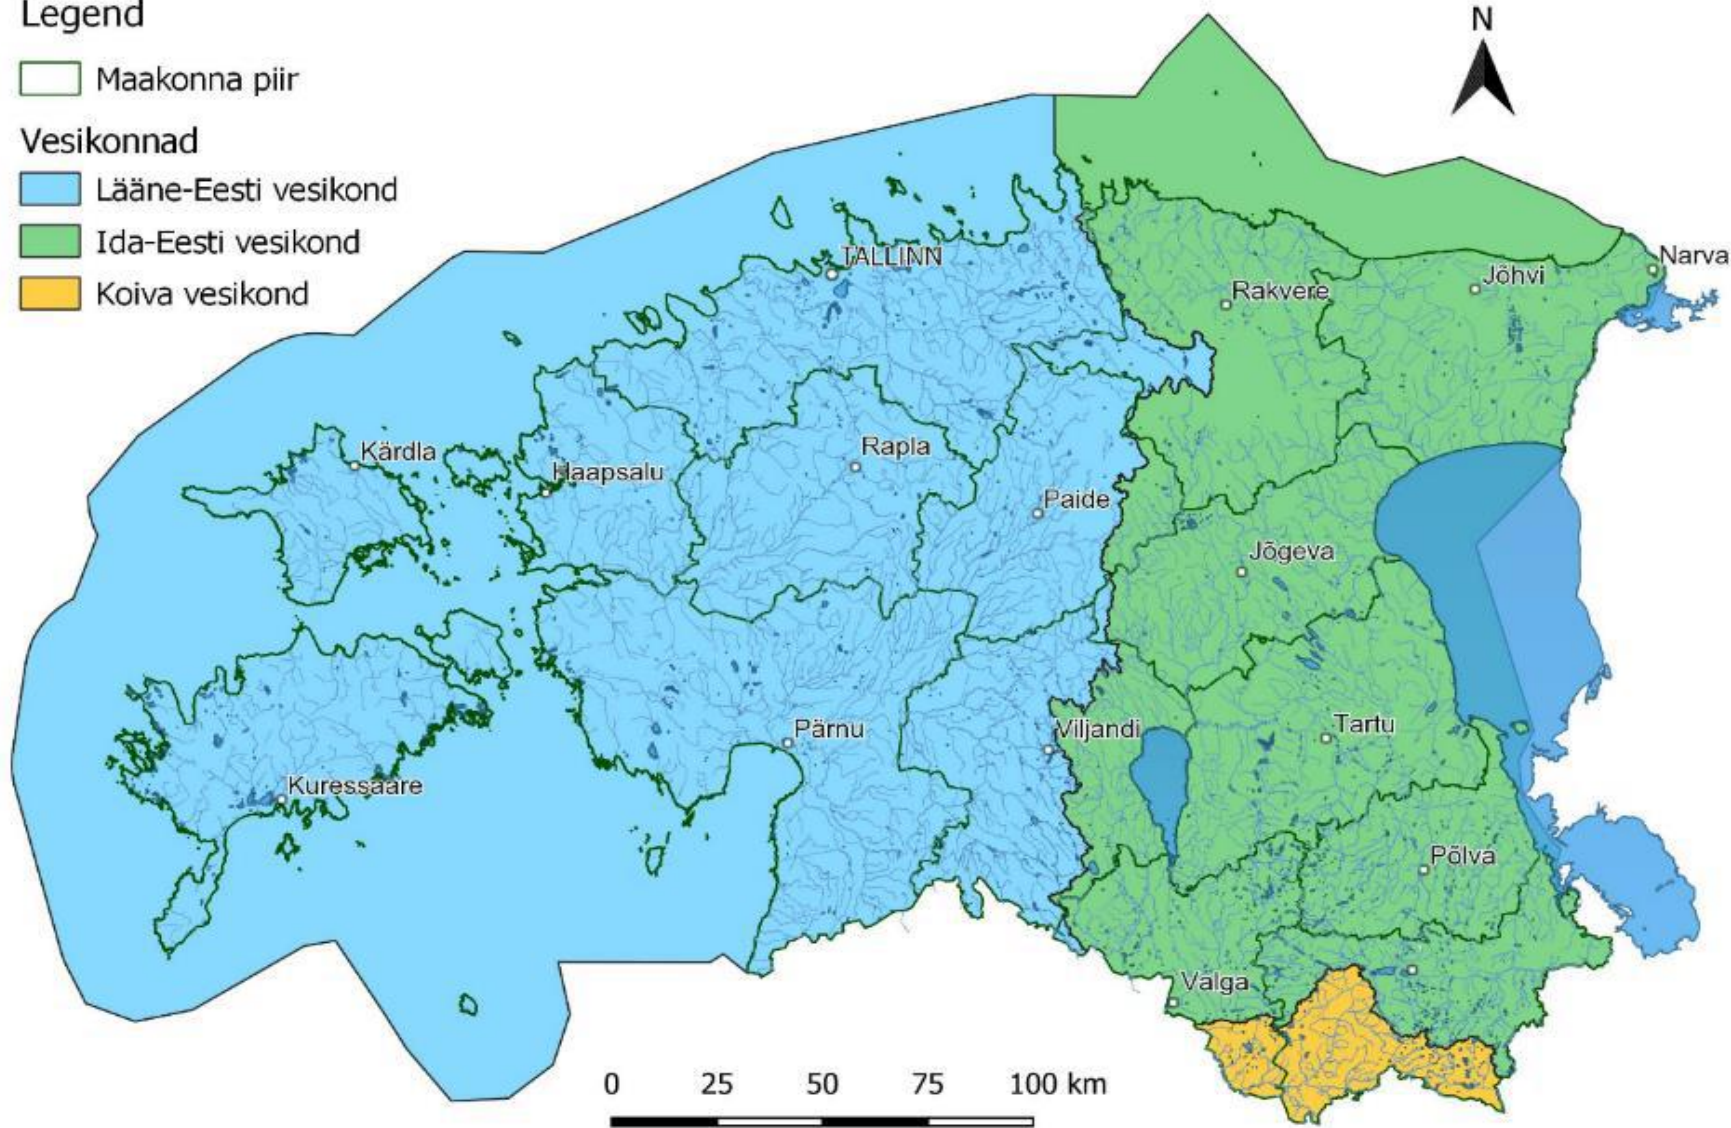 Legend
Maakonna piir
Vesikonnad
Lääne-Eesti vesikond
Ida-Eesti vesikond
Koiva vesikond
N
TALLINN
Narva
Jõhvi
Rakvere
Kärdla
Haapsalu
Rapla
Paide
Jõgeva
Pärnu
Viljandi
Tartu
Kuressaare
Põlva
Valga
0 25 50 75 100 km